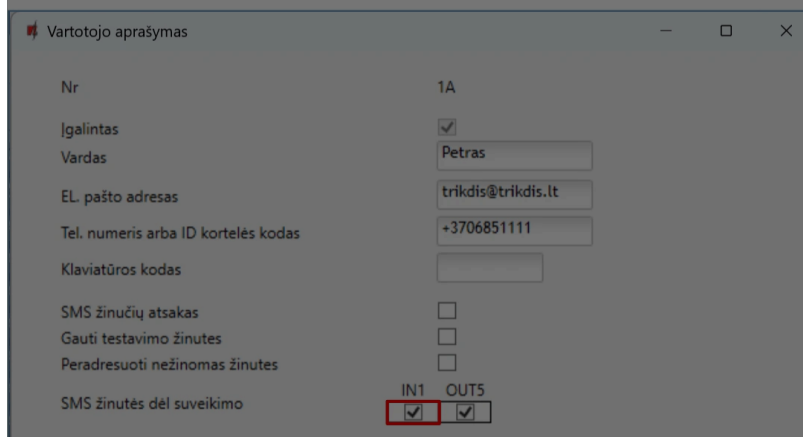 Vartotojo aprašymas
Nr 1A
Įgalintas
Vardas Petras
EL. pašto adresas trikdis@trikdis.lt
Tel. numeris arba ID kortelės kodas +3706851111
Klaviatūros kodas
SMS žinučių atsakas
Gauti testavimo žinutes
Peradresuoti nežinomas žinutes
IN1 OUT5
SMS žinutės dėl suveikimo